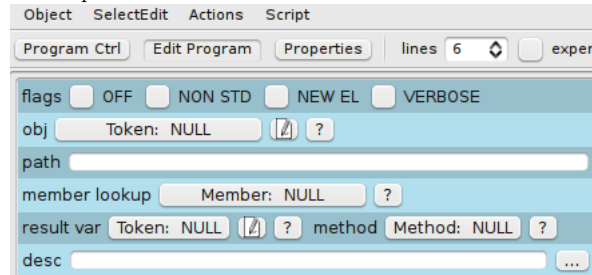 Object SelectEdit Actions Script
Program Ctrl Edit Program Properties lines 6 exper
flags OFF NON STD NEW EL VERBOSE
obj Token: NULL ?
path
member lookup Member: NULL ?
result var Token: NULL ? method Method: NULL ?
desc ...